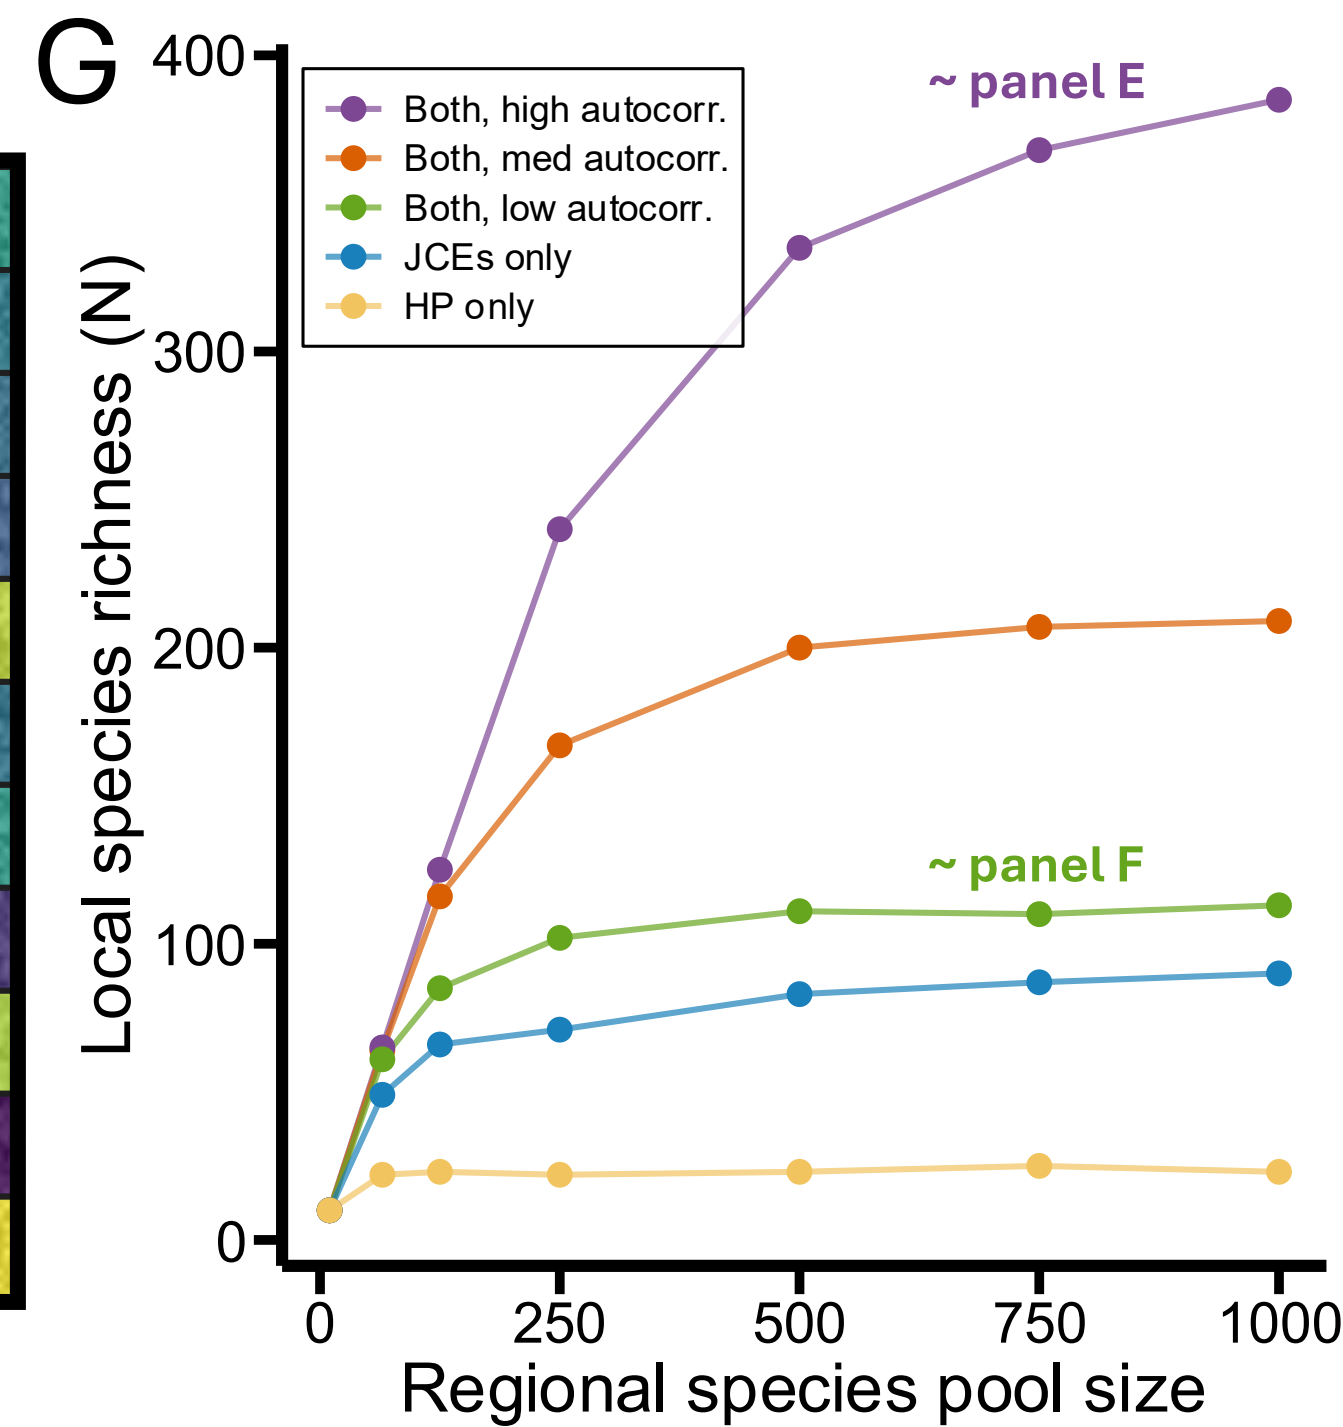 G
400
300
200
100
0
Local species richness (N)
Both, high autocorr.
Both, med autocorr.
Both, low autocorr.
JCEs only
HP only
~ panel E
~ panel F
0 250 500 750 1000
Regional species pool size